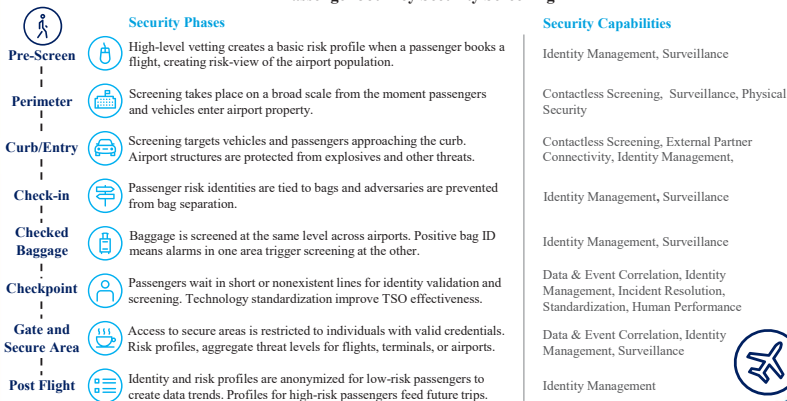 Security Phases
Security Capabilities
Pre-Screen
High-level vetting creates a basic risk profile when a passenger books a
flight, creating risk-view of the airport population.
Identity Management, Surveillance
Perimeter
Screening takes place on a broad scale from the moment passengers
and vehicles enter airport property.
Contactless Screening, Surveillance, Physical
Security
Curb/Entry
Screening targets vehicles and passengers approaching the curb.
Airport structures are protected from explosives and other threats.
Contactless Screening, External Partner
Connectivity, Identity Management,
Check-in
Passenger risk identities are tied to bags and adversaries are prevented
from bag separation.
Identity Management, Surveillance
Checked
Baggage
Baggage is screened at the same level across airports. Positive bag ID
means alarms in one area trigger screening at the other.
Identity Management, Surveillance
Checkpoint
Passengers wait in short or nonexistent lines for identity validation and
screening. Technology standardization improve TSO effectiveness.
Data & Event Correlation, Identity
Management, Incident Resolution,
Standardization, Human Performance
Gate and
Secure Area
Access to secure areas is restricted to individuals with valid credentials.
Risk profiles, aggregate threat levels for flights, terminals, or airports.
Data & Event Correlation, Identity
Management, Surveillance
Post Flight
Identity and risk profiles are anonymized for low-risk passengers to
create data trends. Profiles for high-risk passengers feed future trips.
Identity Management